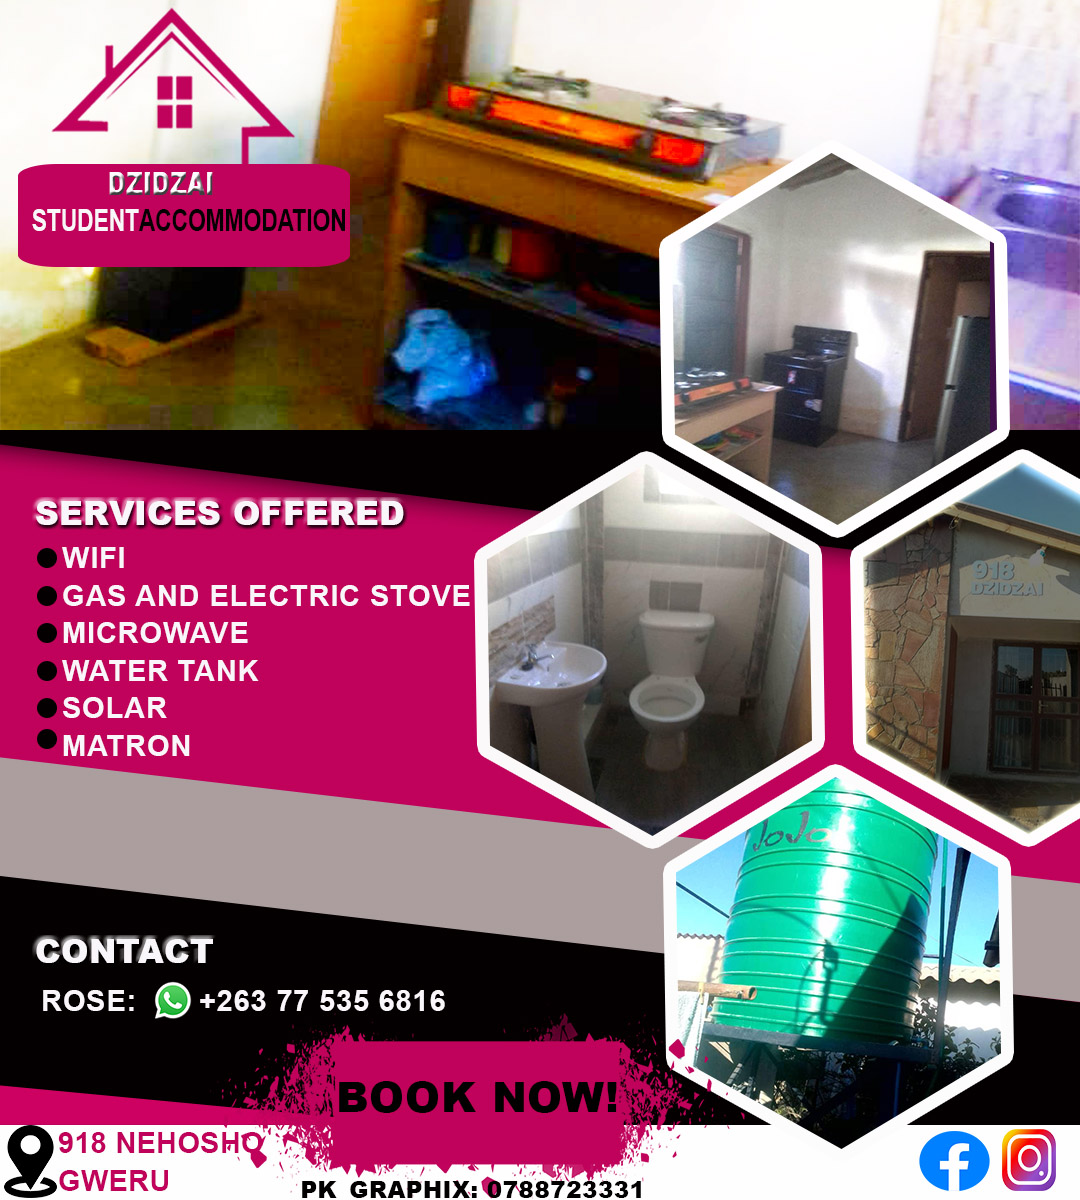 DZIDZAI
STUDENTACCOMMODATION
SERVICES OFFERED
WIFI
GAS AND ELECTRIC STOVE
MICROWAVE
WATER TANK
SOLAR
MATRON
918
DZIDZAI
JoJo
CONTACT
ROSE: +263 77 535 6816
BOOK NOW!
918 NEHOSHO
GWERU
PK GRAPHIX: 0788723331